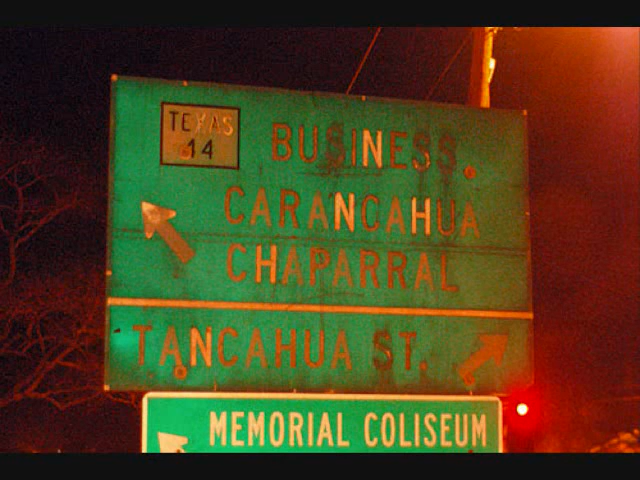 TEXAS
14
BUSINESS
CARANCAHUA
CHAPARRAL
TANCAHUA ST.
MEMORIAL COLISEUM